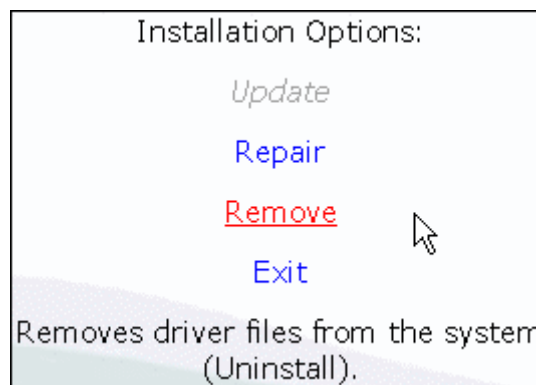 Installation Options:
Update
Repair
Remove
Exit
Removes driver files from the system
(Uninstall).